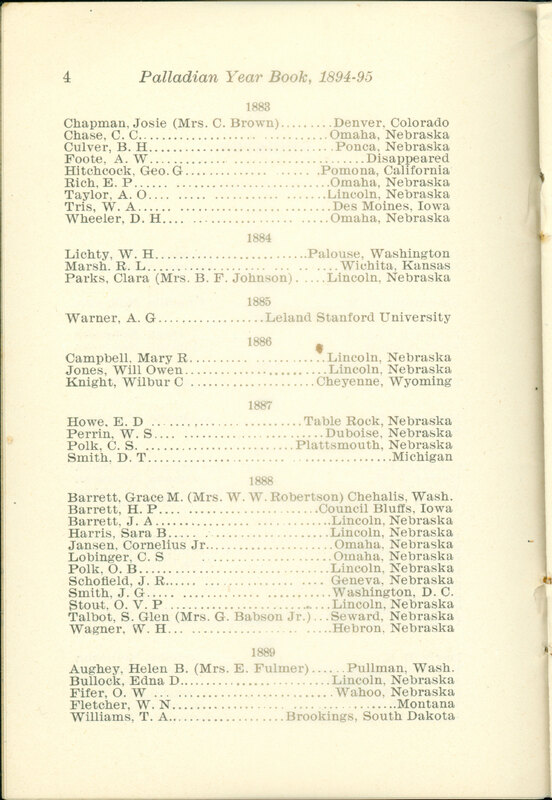 4 Palladian Year Book, 1894-95
1883
Chapman, Josie (Mrs. C. Brown).........Denver, Colorado
Chase, C. C......................Omaha, Nebraska
Culver, B. H......................Ponca, Nebraska
Foote, A. W......................Disappeared
Hitchcock, Geo. G......................Pomona, California
Rich, E. P......................Omaha, Nebraska
Taylor, A. O......................Lincoln, Nebraska
Tris, W. A......................Des Moines, Iowa
Wheeler, D. H......................Omaha, Nebraska
1884
Lichty, W. H......................Palouse, Washington
Marsh. R. L......................Wichita, Kansas
Parks, Clara (Mrs. B. F. Johnson).....Lincoln, Nebraska
1885
Warner, A. G..................Leland Stanford University
1886
Campbell, Mary R......................Lincoln, Nebraska
Jones, Will Owen......................Lincoln, Nebraska
Knight, Wilbur C ..................Cheyenne, Wyoming
1887
Howe, E. D ......................Table Rock, Nebraska
Perrin, W. S......................Duboise, Nebraska
Polk, C. S. ......................Plattsmouth, Nebraska
Smith, D. T......................Michigan
1888
Barrett, Grace M. (Mrs. W. W. Robertson) Chehalis, Wash.
Barrett, H. P......................Council Bluffs, Iowa
Barrett, J. A......................Lincoln, Nebraska
Harris, Sara B......................Lincoln, Nebraska
Jansen, Cornelius Jr......................Omaha, Nebraska
Lobinger, C. S ......................Omaha, Nebraska
Polk, O. B......................Lincoln, Nebraska
Schofield, J. R......................Geneva, Nebraska
Smith, J. G......................Washington, D. C.
Stout, O. V. P ......................Lincoln, Nebraska
Talbot, S. Glen (Mrs. G. Babson Jr.)...Seward, Nebraska
Wagner, W. H......................Hebron, Nebraska
1889
Aughey, Helen B. (Mrs. E. Fulmer)......Pullman, Wash.
Bullock, Edna D......................Lincoln, Nebraska
Fifer, O. W ......................Wahoo, Nebraska
Fletcher, W. N......................Montana
Williams, T. A..................Brookings, South Dakota